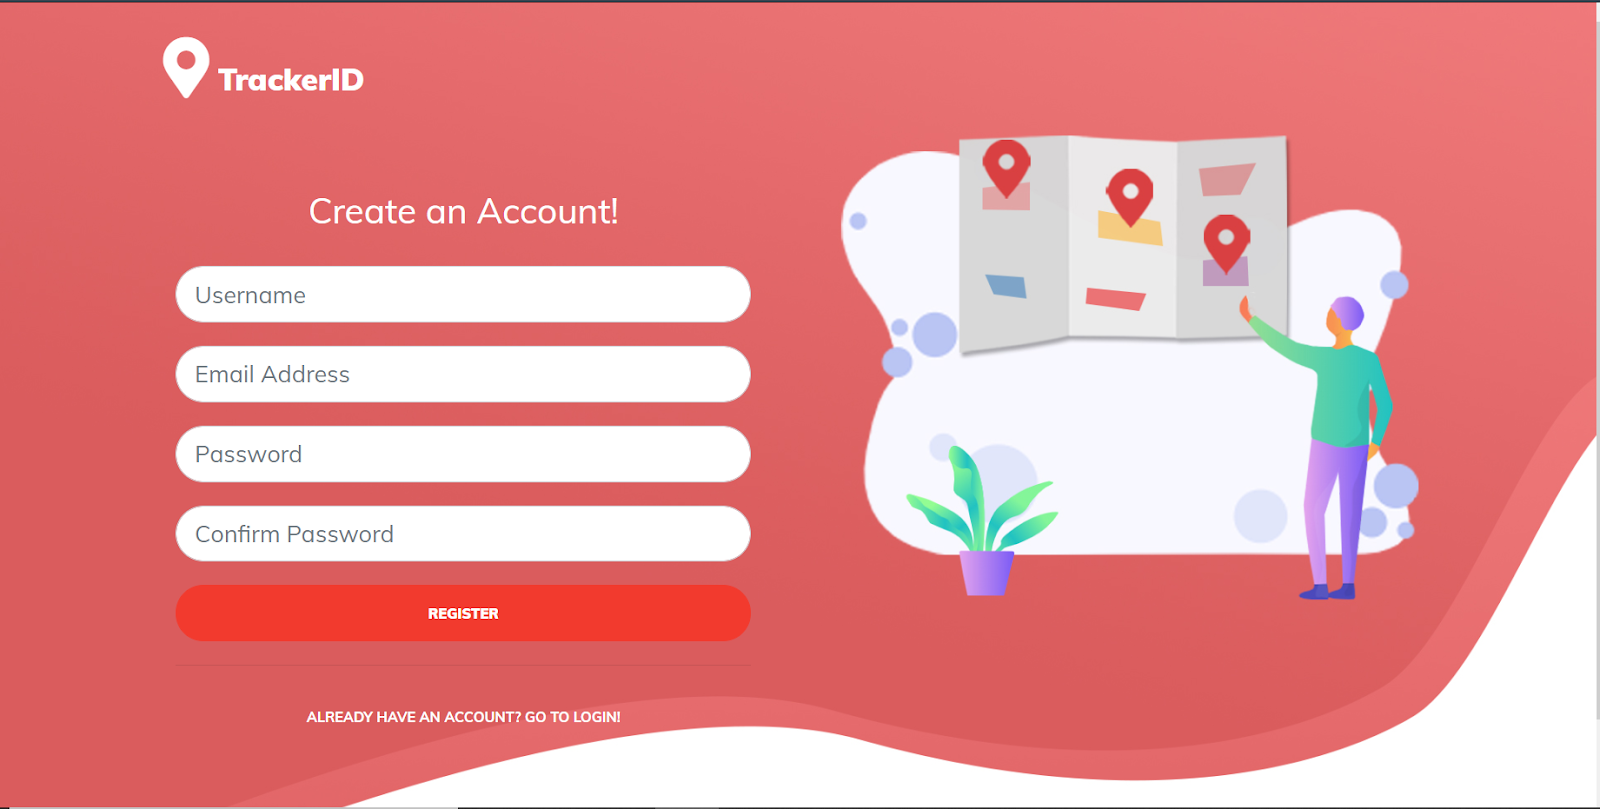 TrackerID
Create an Account!
Username
Email Address
Password
Confirm Password
REGISTER
ALREADY HAVE AN ACCOUNT? GO TO LOGIN!